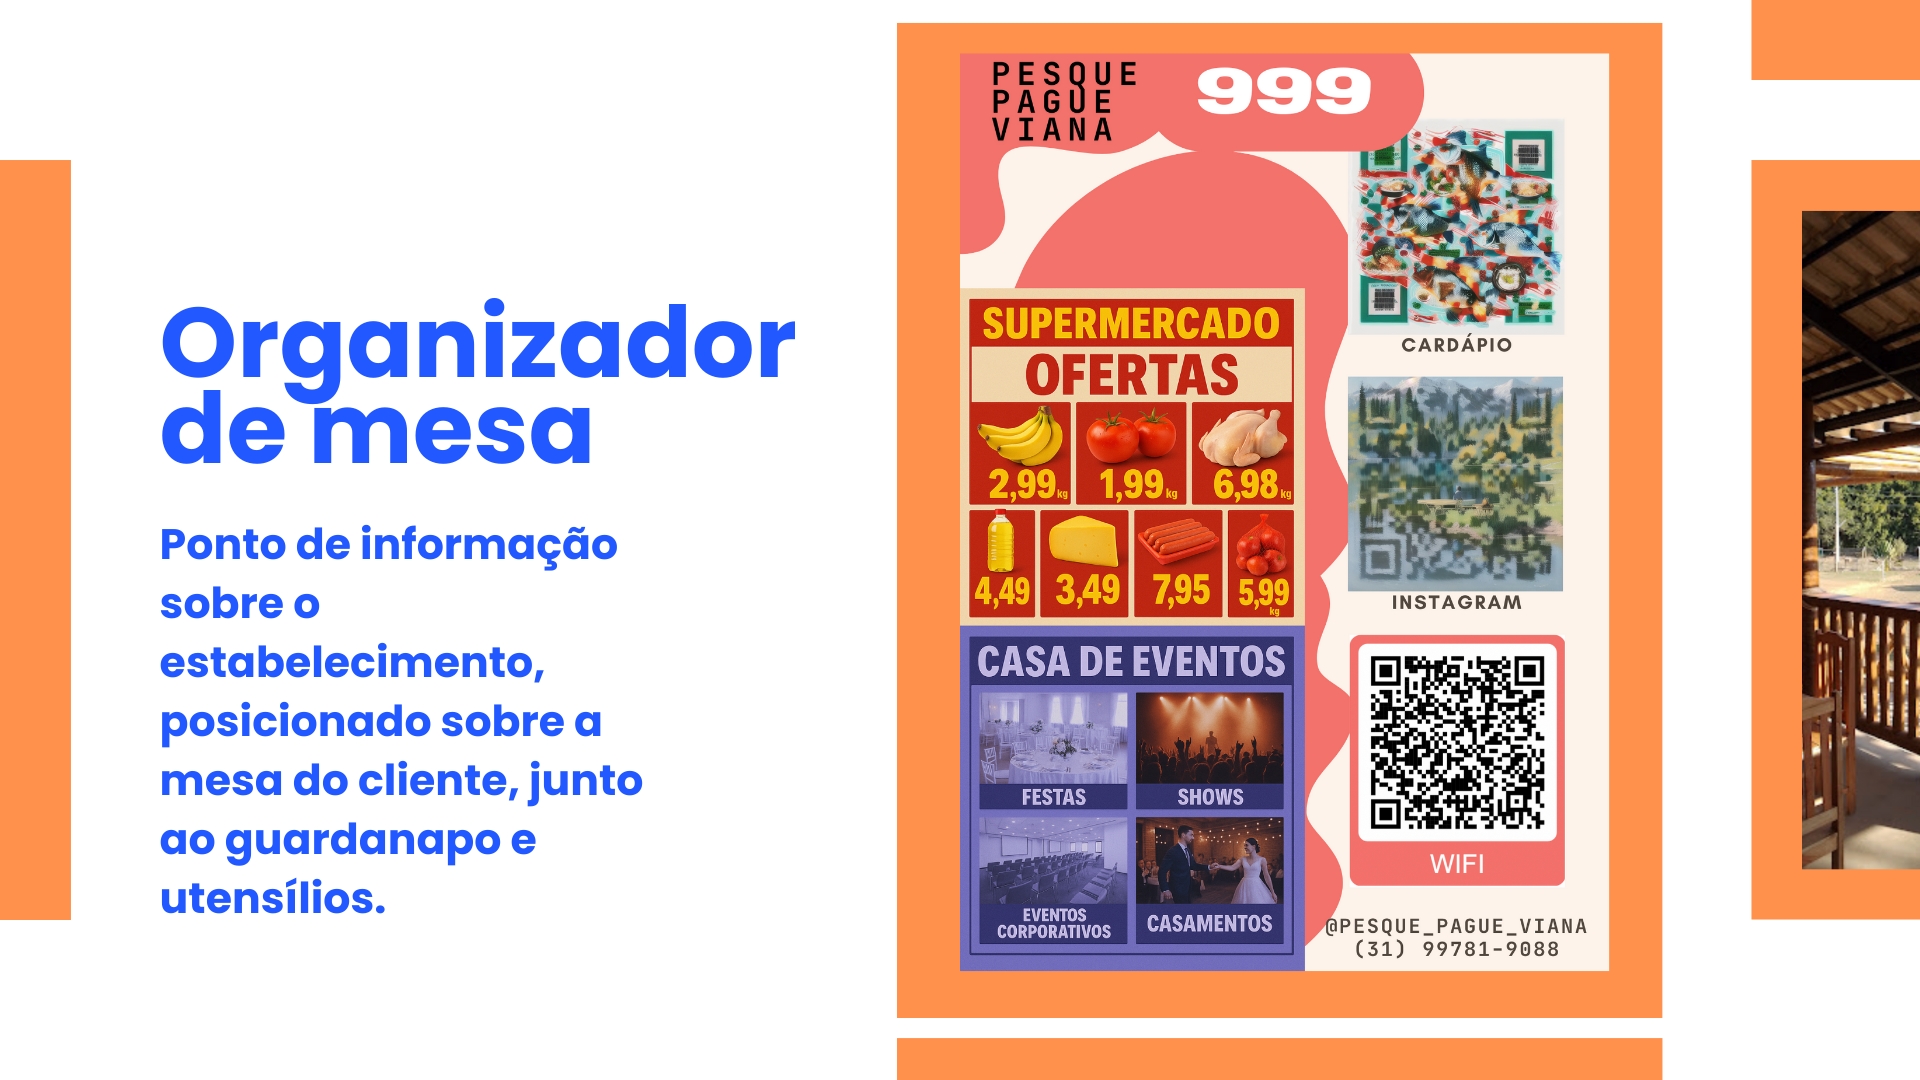 Organizador
de mesa
Ponto de informação
sobre o
estabelecimento,
posicionado sobre a
mesa do cliente, junto
ao guardanapo e
utensílios.
PESQUE
PAGUE
VIANA
999
SUPERMERCADO
OFERTAS
2,99 kg
1,99 kg
6,98 kg
4,49
3,49
7,95
5,99 kg
CASA DE EVENTOS
FESTAS
SHOWS
EVENTOS
CORPORATIVOS
CASAMENTOS
CARDÁPIO
INSTAGRAM
WIFI
@PESQUE_PAGUE_VIANA
(31) 99781-9088